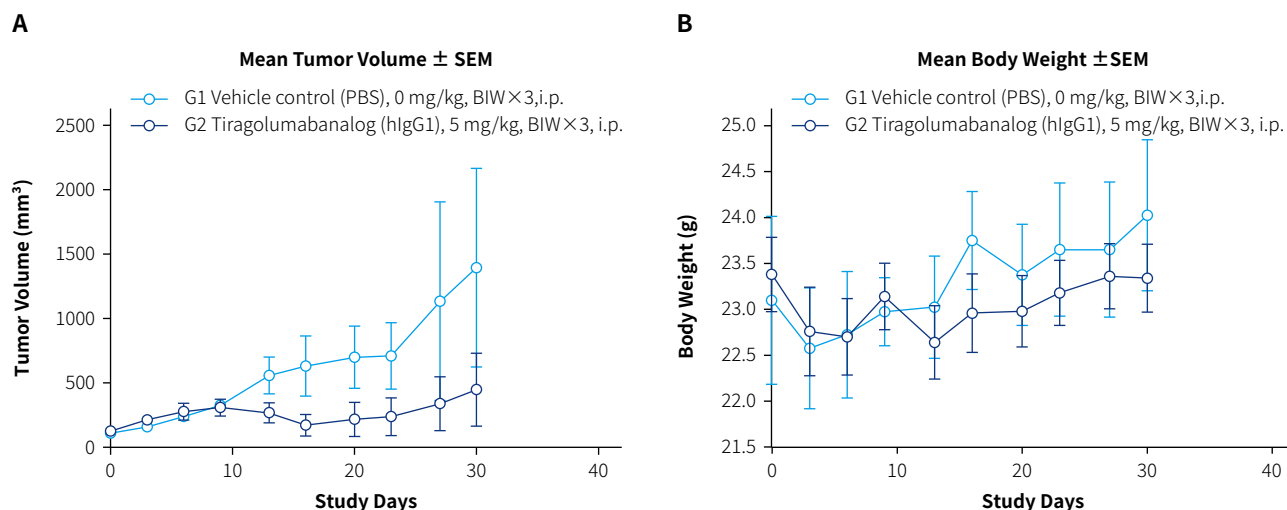 A
Mean Tumor Volume ± SEM
G1 Vehicle control (PBS), 0 mg/kg, BIW×3,i.p.
G2 Tiragolumabanalog (hIgG1), 5 mg/kg, BIW×3, i.p.
2500
2000
1500
1000
500
0
Tumor Volume (mm³)
0 10 20 30 40
Study Days
B
Mean Body Weight ±SEM
G1 Vehicle control (PBS), 0 mg/kg, BIW×3,i.p.
G2 Tiragolumabanalog (hIgG1), 5 mg/kg, BIW×3, i.p.
25.0
24.5
24.0
23.5
23.0
22.5
22.0
21.5
Body Weight (g)
0 10 20 30 40
Study Days